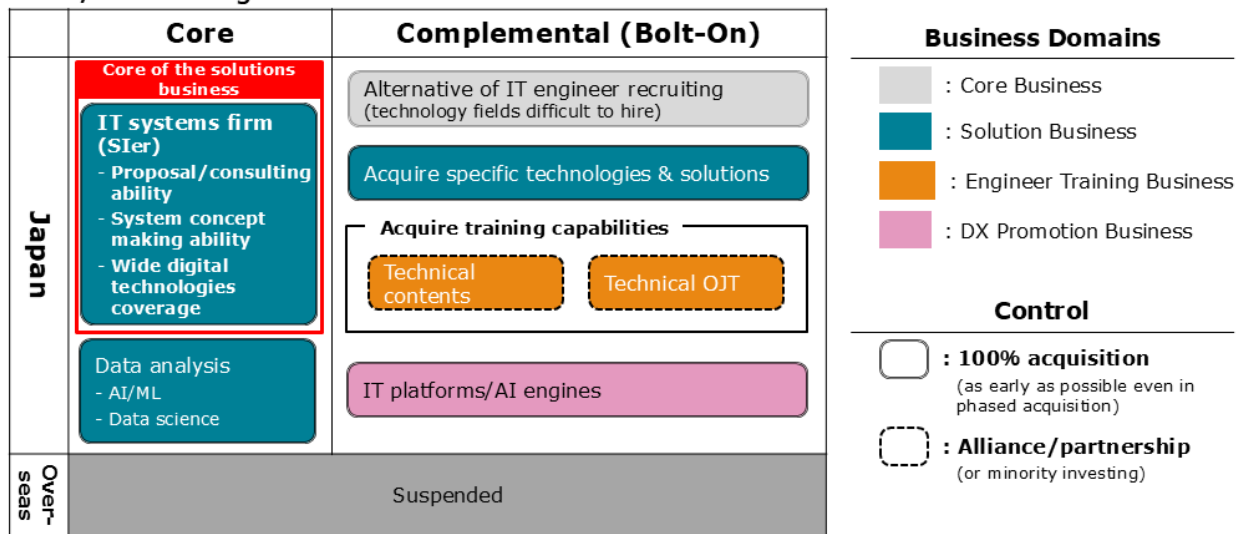 Core
Complemental (Bolt-On)
Japan
Core of the solutions
business
IT systems firm
(SIer)
- Proposal/consulting
ability
- System concept
making ability
- Wide digital
technologies
coverage
Data analysis
- AI/ML
- Data science
Alternative of IT engineer recruiting
(technology fields difficult to hire)
Acquire specific technologies & solutions
Acquire training capabilities
Technical
contents
Technical OJT
IT platforms/AI engines
Over-
seas
Suspended
Business Domains
: Core Business
: Solution Business
: Engineer Training Business
: DX Promotion Business
Control
: 100% acquisition
(as early as possible even in
phased acquisition)
: Alliance/partnership
(or minority investing)